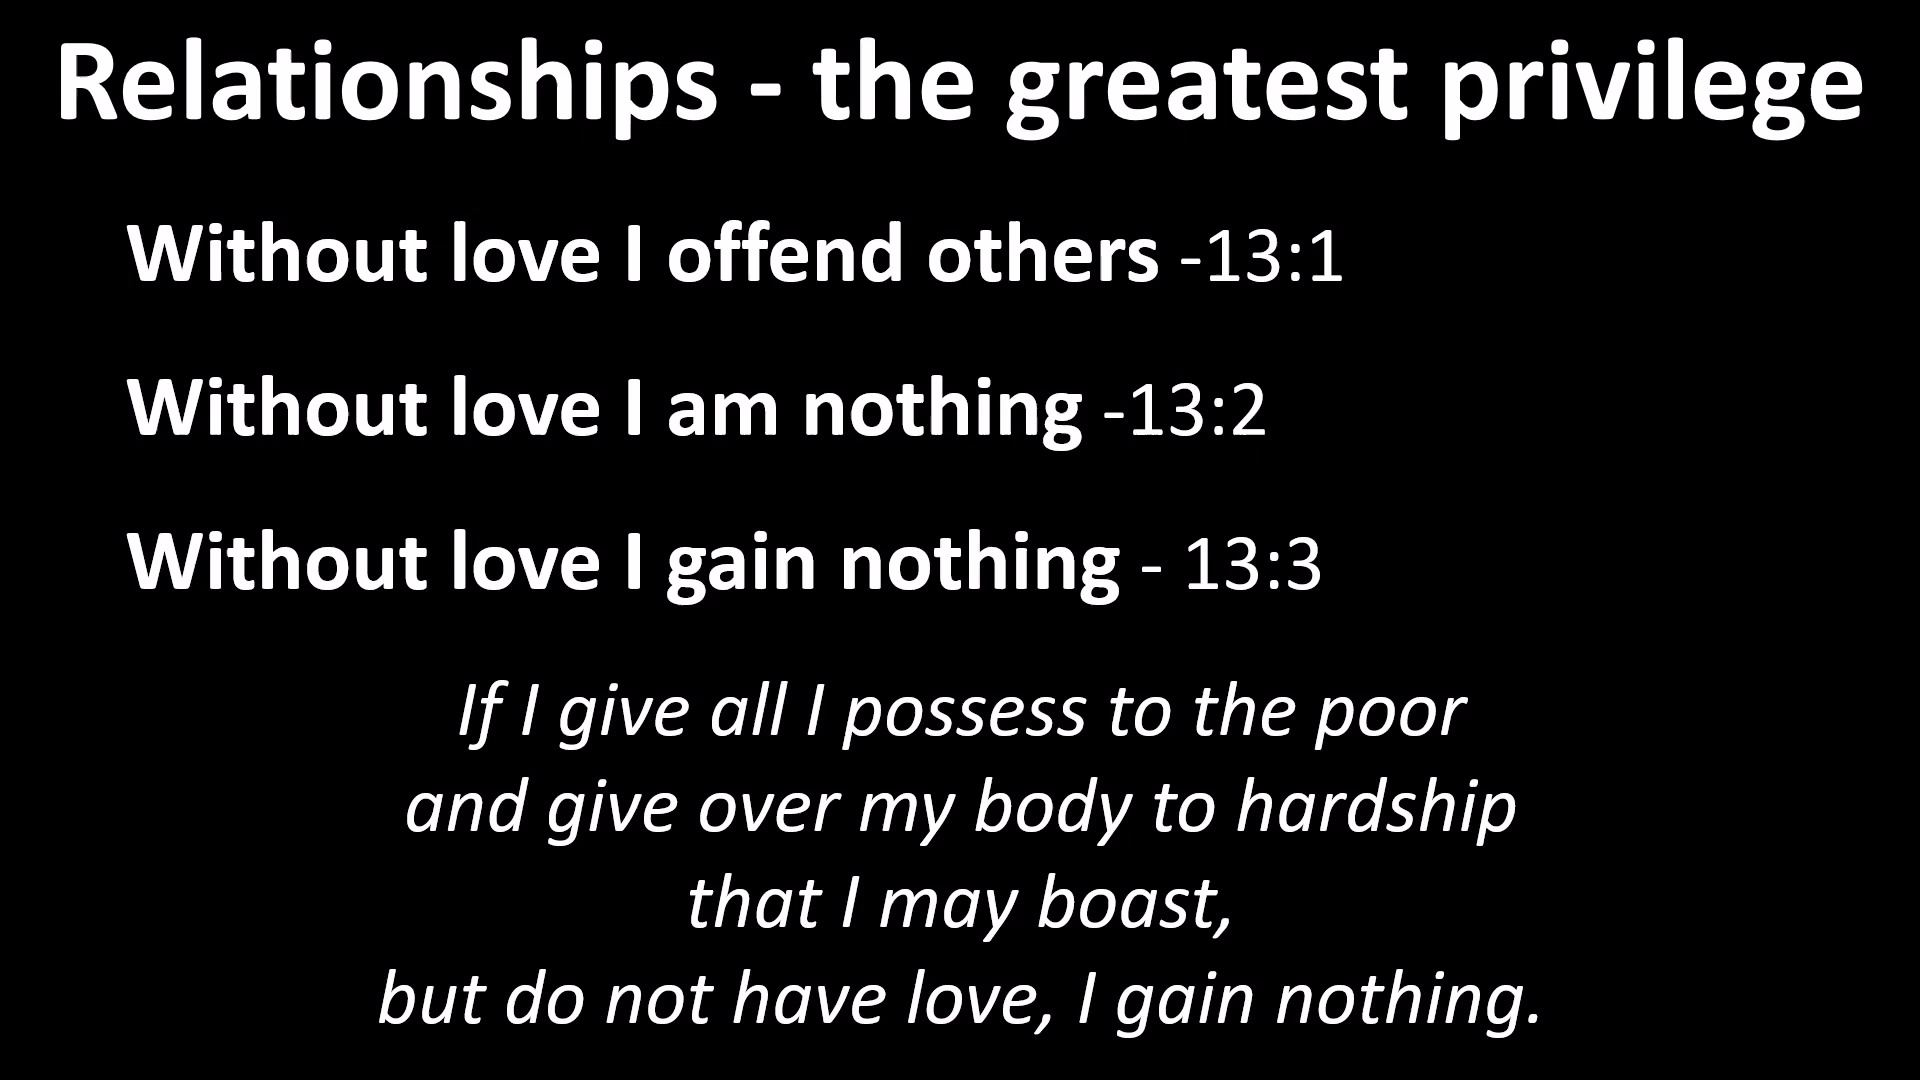 Relationships - the greatest privilege
Without love I offend others -13:1
Without love I am nothing -13:2
Without love I gain nothing - 13:3
If I give all I possess to the poor
and give over my body to hardship
that I may boast,
but do not have love, I gain nothing.